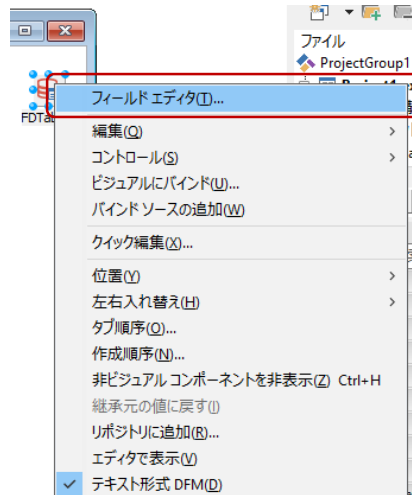 ファイル
ProjectGroup1
FDTa
フィールド エディタ(T)...
編集(Q)
コントロール(S)
ビジュアルにバインド(U)...
バインド ソースの追加(W)
クイック編集(X)...
位置(Y)
左右入れ替え(H)
タブ順序(O)...
作成順序(N)...
非ビジュアル コンポーネントを非表示(Z) Ctrl+H
継承元の値に戻す(I)
リポジトリに追加(R)...
エディタで表示(V)
テキスト形式 DFM(D)